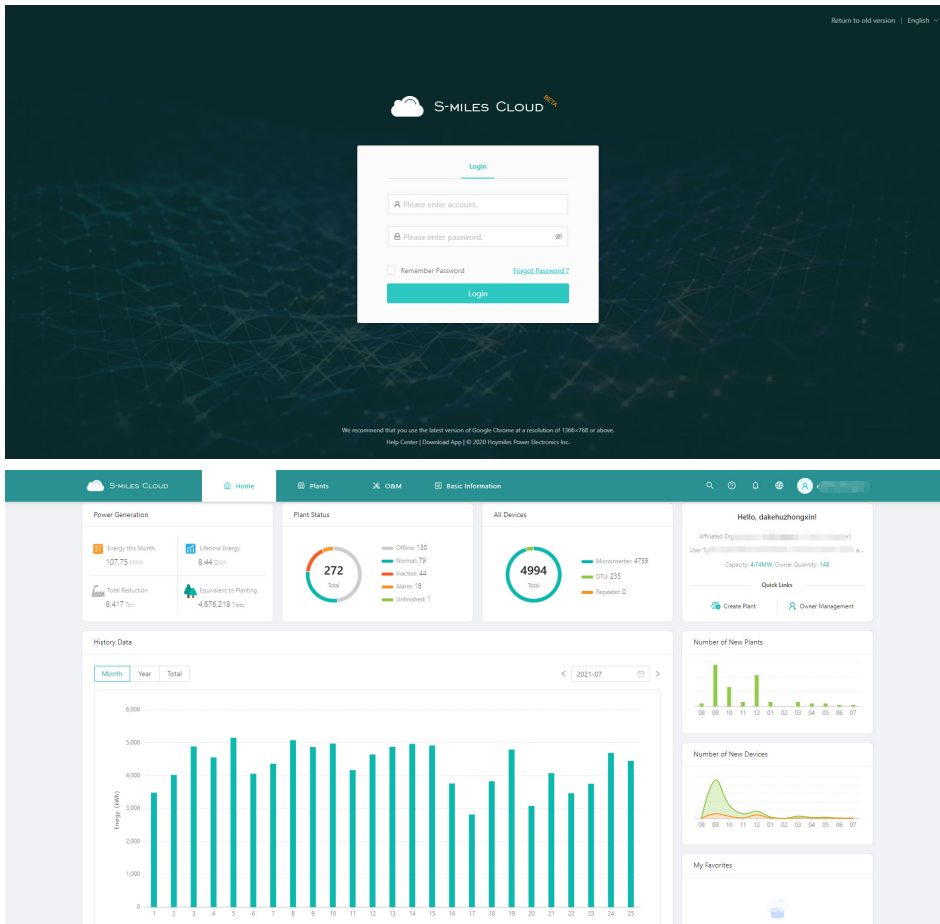 Return to old version | English
S-MILES CLOUD BETA
Login
Please enter account.
Please enter password.
Remember Password Forgot Password ?
Login
We recommend that you use the latest version of Google Chrome at a resolution of 1366×768 or above.
Help Center | Download App | © 2020 Hoymiles Power Electronics Inc.
S-MILES CLOUD Home Plants O&M Basic Information
Power Generation
Energy this Month
107.75 MWh
Lifetime Energy
8.44 GWh
Total Reduction
8,417 Ton
Equivalent to Planting
4,676,218 Trees
Plant Status
272
Total
Offline: 130
Normal: 79
Inactive: 44
Alarm: 18
Unfinished: 1
All Devices
4994
Total
Microinverter: 4759
DTU: 235
Repeater: 0
Hello, dakehuzhongxin!
Affiliated Org
User Ty
Capacity: 4.74MW, Owner Quantity: 148
Quick Links
Create Plant Owner Management
History Data
Month Year Total
< 2021-07 >
Energy (kWh)
6,000
5,000
4,000
3,000
2,000
1,000
0
1 2 3 4 5 6 7 8 9 10 11 12 13 14 15 16 17 18 19 20 21 22 23 24 25
Number of New Plants
08 09 10 11 12 01 02 03 04 05 06 07
Number of New Devices
08 09 10 11 12 01 02 03 04 05 06 07
My Favorites